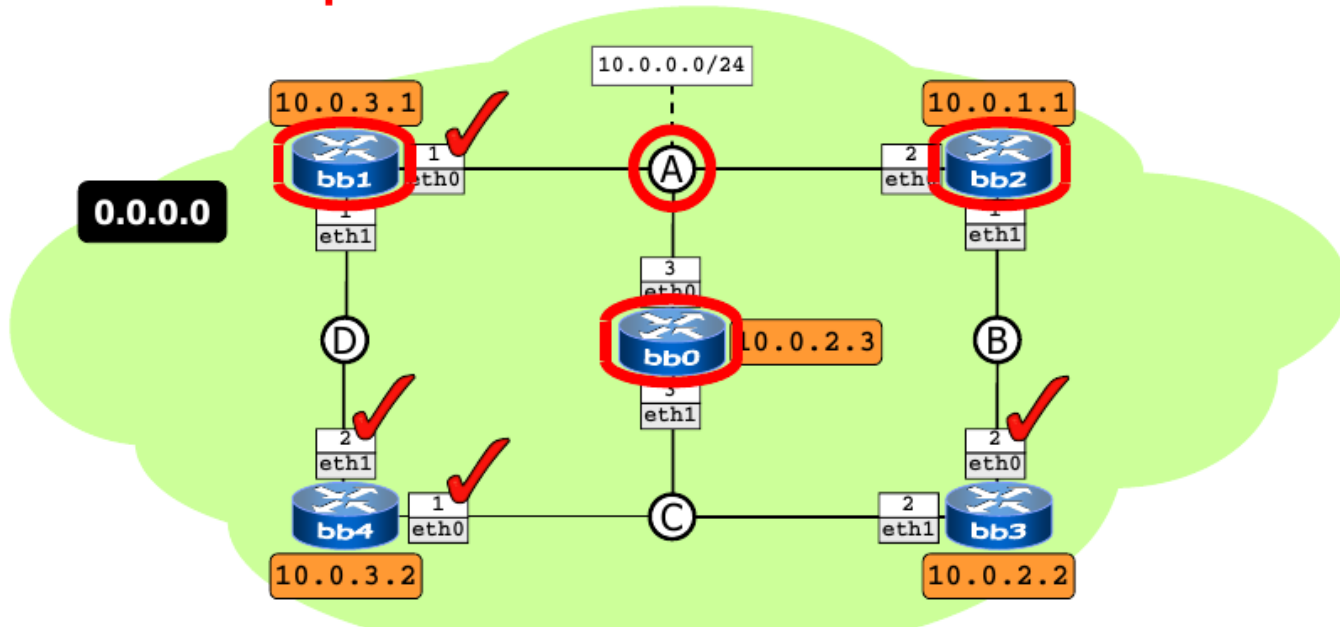 10.0.0.0/24
10.0.3.1
10.0.1.1
1
eth0
bb1
A
2
eth0
bb2
0.0.0.0
1
eth1
1
eth1
3
eth0
D
bb0
10.0.2.3
B
3
eth1
2
eth1
2
eth0
bb4
1
eth0
C
2
eth1
bb3
10.0.3.2
10.0.2.2